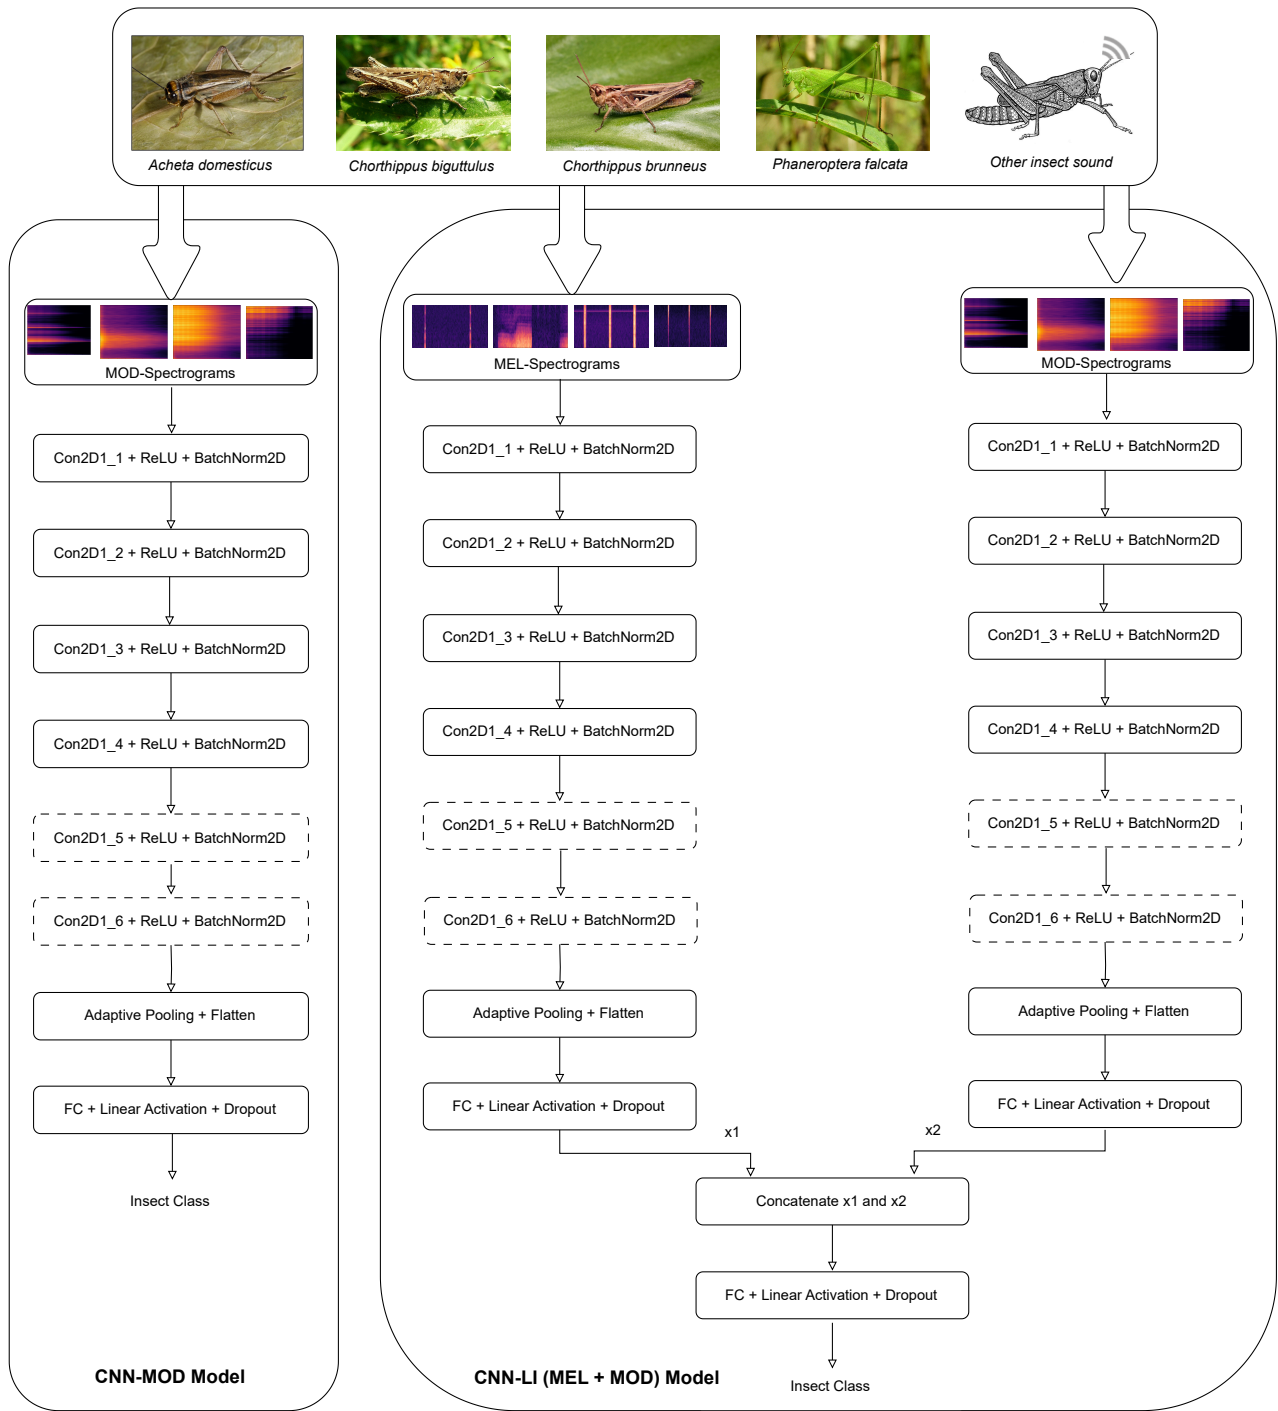 Acheta domesticus
Chorthippus biguttulus
Chorthippus brunneus
Phaneroptera falcata
Other insect sound
MOD-Spectrograms
Con2D1_1 + ReLU + BatchNorm2D
Con2D1_2 + ReLU + BatchNorm2D
Con2D1_3 + ReLU + BatchNorm2D
Con2D1_4 + ReLU + BatchNorm2D
Con2D1_5 + ReLU + BatchNorm2D
Con2D1_6 + ReLU + BatchNorm2D
Adaptive Pooling + Flatten
FC + Linear Activation + Dropout
Insect Class
CNN-MOD Model
MEL-Spectrograms
Con2D1_1 + ReLU + BatchNorm2D
Con2D1_2 + ReLU + BatchNorm2D
Con2D1_3 + ReLU + BatchNorm2D
Con2D1_4 + ReLU + BatchNorm2D
Con2D1_5 + ReLU + BatchNorm2D
Con2D1_6 + ReLU + BatchNorm2D
Adaptive Pooling + Flatten
FC + Linear Activation + Dropout
x1
MOD-Spectrograms
Con2D1_1 + ReLU + BatchNorm2D
Con2D1_2 + ReLU + BatchNorm2D
Con2D1_3 + ReLU + BatchNorm2D
Con2D1_4 + ReLU + BatchNorm2D
Con2D1_5 + ReLU + BatchNorm2D
Con2D1_6 + ReLU + BatchNorm2D
Adaptive Pooling + Flatten
FC + Linear Activation + Dropout
x2
Concatenate x1 and x2
FC + Linear Activation + Dropout
Insect Class
CNN-LI (MEL + MOD) Model